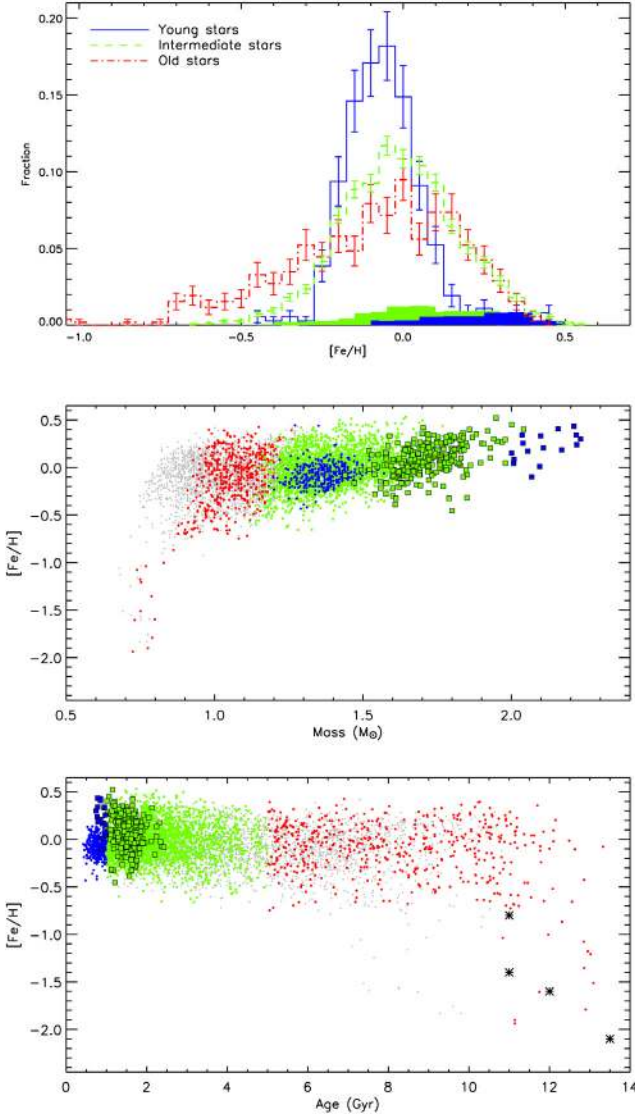 0.20
Young stars
Intermediate stars
Old stars
0.15
Fraction
0.10
0.05
0.00
-1.0 -0.5 0.0 0.5
[Fe/H]
0.5
0.0
-0.5
[Fe/H]
-1.0
-1.5
-2.0
0.5 1.0 1.5 2.0
Mass (M⊙)
0.5
0.0
-0.5
[Fe/H]
-1.0
-1.5
-2.0
0 2 4 6 8 10 12 14
Age (Gyr)